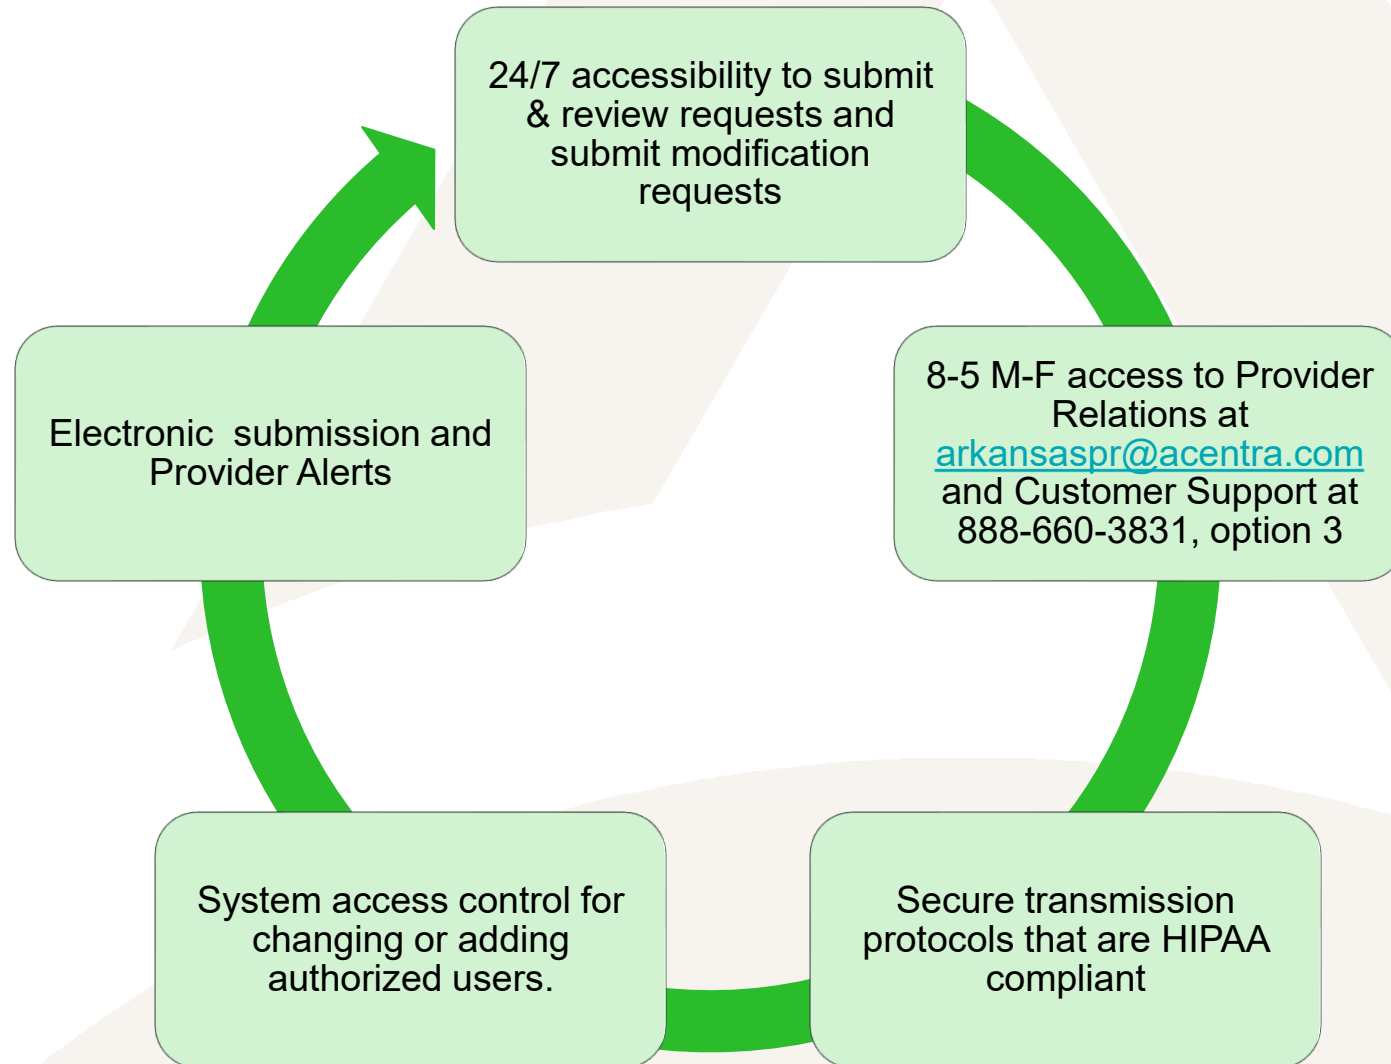 24/7 accessibility to submit
& review requests and
submit modification
requests
8-5 M-F access to Provider
Relations at
arkansaspr@acentra.com
and Customer Support at
888-660-3831, option 3
Secure transmission
protocols that are HIPAA
compliant
System access control for
changing or adding
authorized users.
Electronic  submission and
Provider Alerts